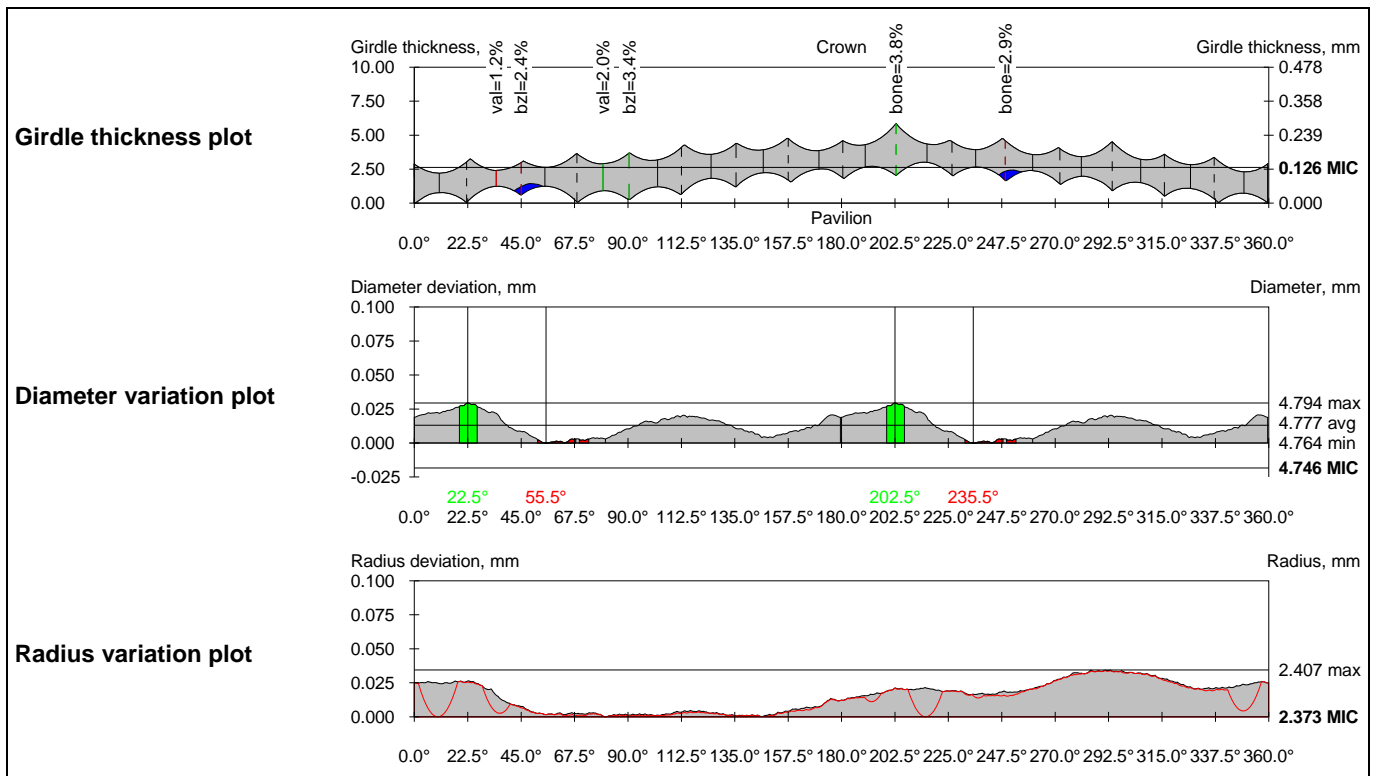 Girdle thickness plot
Girdle thickness, Crown Girdle thickness, mm
val=1.2% bzl=2.4% val=2.0% bzl=3.4% bone=3.8% bone=2.9%
10.00 0.478
7.50 0.358
5.00 0.239
2.50 0.126 MIC
0.00 0.000
Pavilion
0.0° 22.5° 45.0° 67.5° 90.0° 112.5° 135.0° 157.5° 180.0° 202.5° 225.0° 247.5° 270.0° 292.5° 315.0° 337.5° 360.0°
Diameter variation plot
Diameter deviation, mm Diameter, mm
0.100
0.075
0.050
0.025 4.794 max
4.777 avg
0.000 4.764 min
-0.025 4.746 MIC
22.5° 55.5° 202.5° 235.5°
0.0° 22.5° 45.0° 67.5° 90.0° 112.5° 135.0° 157.5° 180.0° 202.5° 225.0° 247.5° 270.0° 292.5° 315.0° 337.5° 360.0°
Radius variation plot
Radius deviation, mm Radius, mm
0.100
0.075
0.050
2.407 max
0.025
0.000 2.373 MIC
0.0° 22.5° 45.0° 67.5° 90.0° 112.5° 135.0° 157.5° 180.0° 202.5° 225.0° 247.5° 270.0° 292.5° 315.0° 337.5° 360.0°